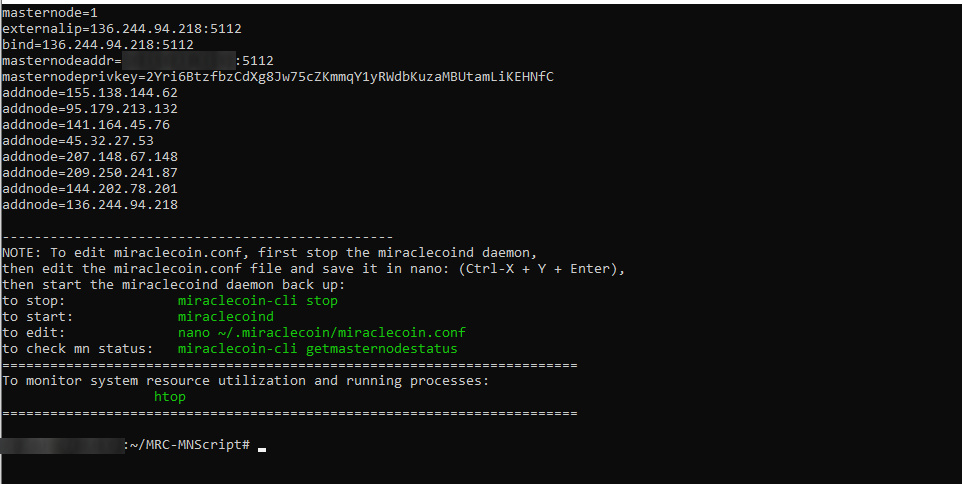 masternode=1
externalip=136.244.94.218:5112
bind=136.244.94.218:5112
masternodeaddr= :5112
masternodeprivkey=2Yri6BtzfbzCdXg8Jw75cZKmmqY1yRWdbKuzaMBUtamLiKEHNfC
addnode=155.138.144.62
addnode=95.179.213.132
addnode=141.164.45.76
addnode=45.32.27.53
addnode=207.148.67.148
addnode=209.250.241.87
addnode=144.202.78.201
addnode=136.244.94.218
-------------------------------------------------
NOTE: To edit miraclecoin.conf, first stop the miraclecoind daemon,
then edit the miraclecoin.conf file and save it in nano: (Ctrl-X + Y + Enter),
then start the miraclecoind daemon back up:
to stop: miraclecoin-cli stop
to start: miraclecoind
to edit: nano ~/.miraclecoin/miraclecoin.conf
to check mn status: miraclecoin-cli getmasternodestatus
========================================================================
To monitor system resource utilization and running processes:
htop
========================================================================
:~/MRC-MNScript#